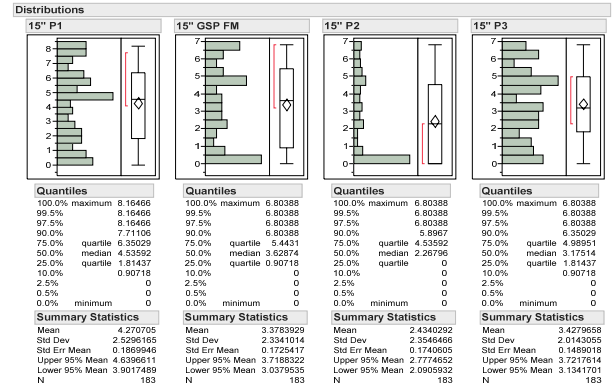 Distributions
15" P1
8
7
6
5
4
3
2
1
0
Quantiles
100.0% maximum 8.16466
99.5% 8.16466
97.5% 8.16466
90.0% 7.71106
75.0% quartile 6.35029
50.0% median 4.53592
25.0% quartile 1.81437
10.0% 0.90718
2.5% 0
0.5% 0
0.0% minimum 0
Summary Statistics
Mean 4.270705
Std Dev 2.5296165
Std Err Mean 0.1869946
Upper 95% Mean 4.6396611
Lower 95% Mean 3.9017489
N 183
15" GSP FM
7
6
5
4
3
2
1
0
Quantiles
100.0% maximum 6.80388
99.5% 6.80388
97.5% 6.80388
90.0% 6.80388
75.0% quartile 5.4431
50.0% median 3.62874
25.0% quartile 0.90718
10.0% 0
2.5% 0
0.5% 0
0.0% minimum 0
Summary Statistics
Mean 3.3783929
Std Dev 2.3341014
Std Err Mean 0.1725417
Upper 95% Mean 3.7188322
Lower 95% Mean 3.0379535
N 183
15" P2
7
6
5
4
3
2
1
0
Quantiles
100.0% maximum 6.80388
99.5% 6.80388
97.5% 6.80388
90.0% 5.8967
75.0% quartile 4.53592
50.0% median 2.26796
25.0% quartile 0
10.0% 0
2.5% 0
0.5% 0
0.0% minimum 0
Summary Statistics
Mean 2.4340292
Std Dev 2.3546466
Std Err Mean 0.1740605
Upper 95% Mean 2.7774652
Lower 95% Mean 2.0905932
N 183
15" P3
7
6
5
4
3
2
1
0
Quantiles
100.0% maximum 6.80388
99.5% 6.80388
97.5% 6.80388
90.0% 6.35029
75.0% quartile 4.98951
50.0% median 3.17514
25.0% quartile 1.81437
10.0% 0
2.5% 0
0.5% 0
0.0% minimum 0
Summary Statistics
Mean 3.4279658
Std Dev 2.0143055
Std Err Mean 0.1489018
Upper 95% Mean 3.7217614
Lower 95% Mean 3.1341701
N 183